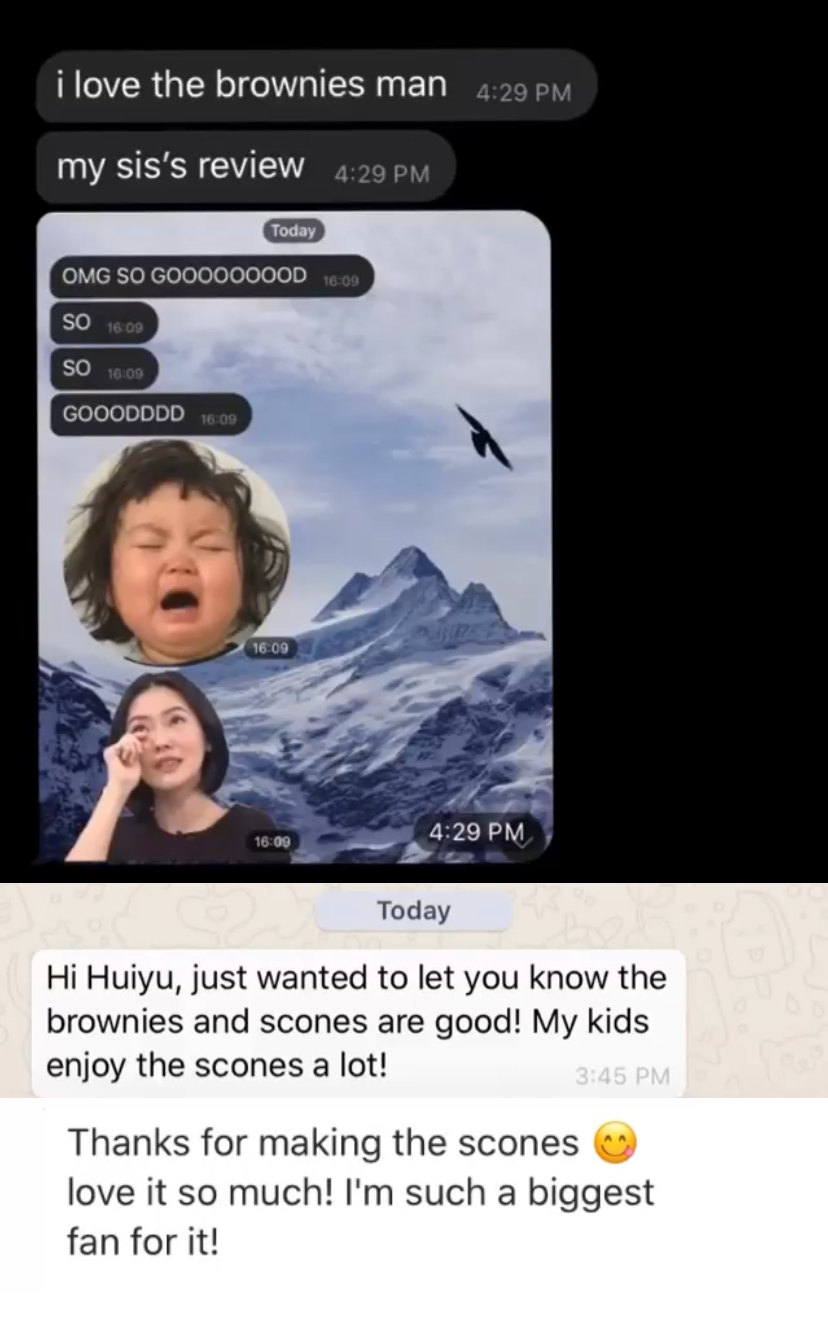 i love the brownies man 4:29 PM
my sis's review 4:29 PM
Today
OMG SO GOOOOOOOOD 16:09
SO 16:09
SO 16:09
GOOODDDD 16:09
16:09
16:09
4:29 PM
Today
Hi Huiyu, just wanted to let you know the
brownies and scones are good! My kids
enjoy the scones a lot!
3:45 PM
Thanks for making the scones 😋
love it so much! I'm such a biggest
fan for it!